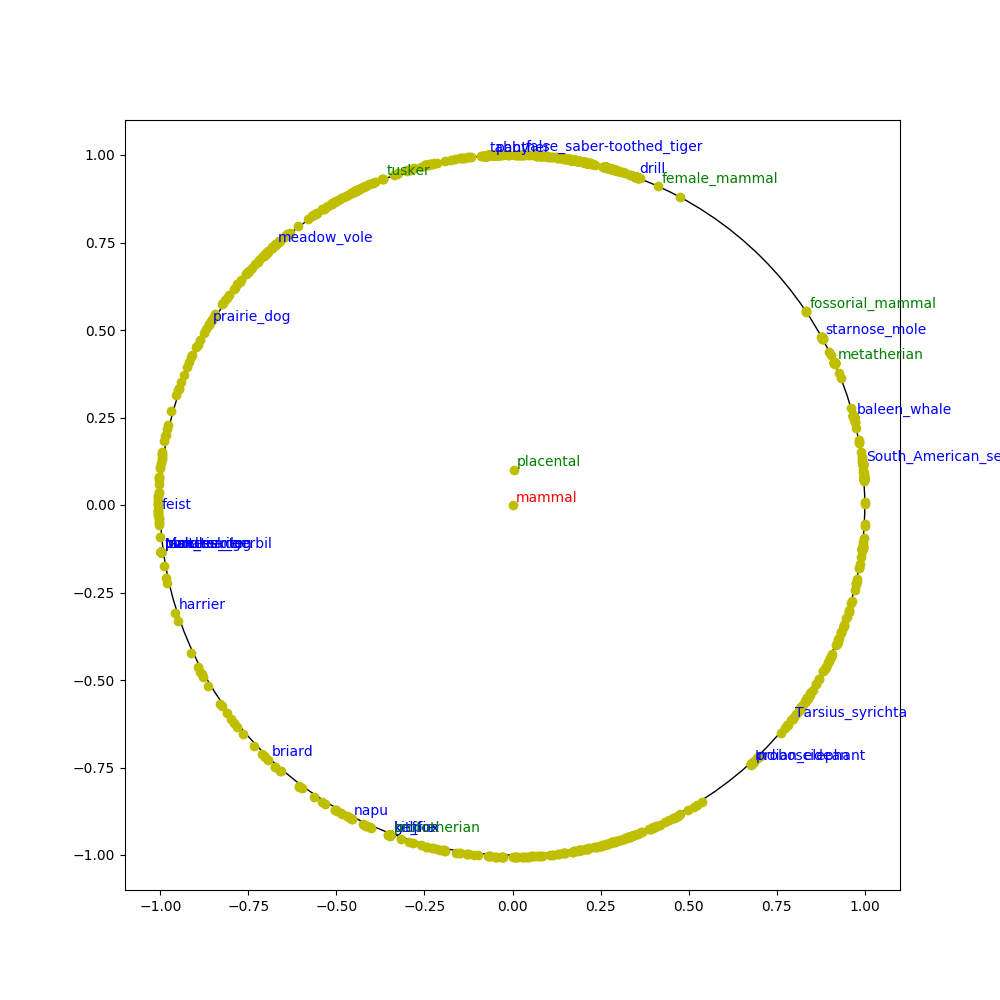 false_saber-toothed_tiger
1.00
drill
tusker
female_mammal
0.75
meadow_vole
fossorial_mammal
prairie_dog
0.50
starnose_mole
metatherian
0.25
baleen_whale
South_American_se
placental
0.00
feist
mammal
−0.25
harrier
−0.50
Tarsius_syrichta
briard
−0.75
napu
−1.00
−1.00 −0.75 −0.50 −0.25 0.00 0.25 0.50 0.75 1.00